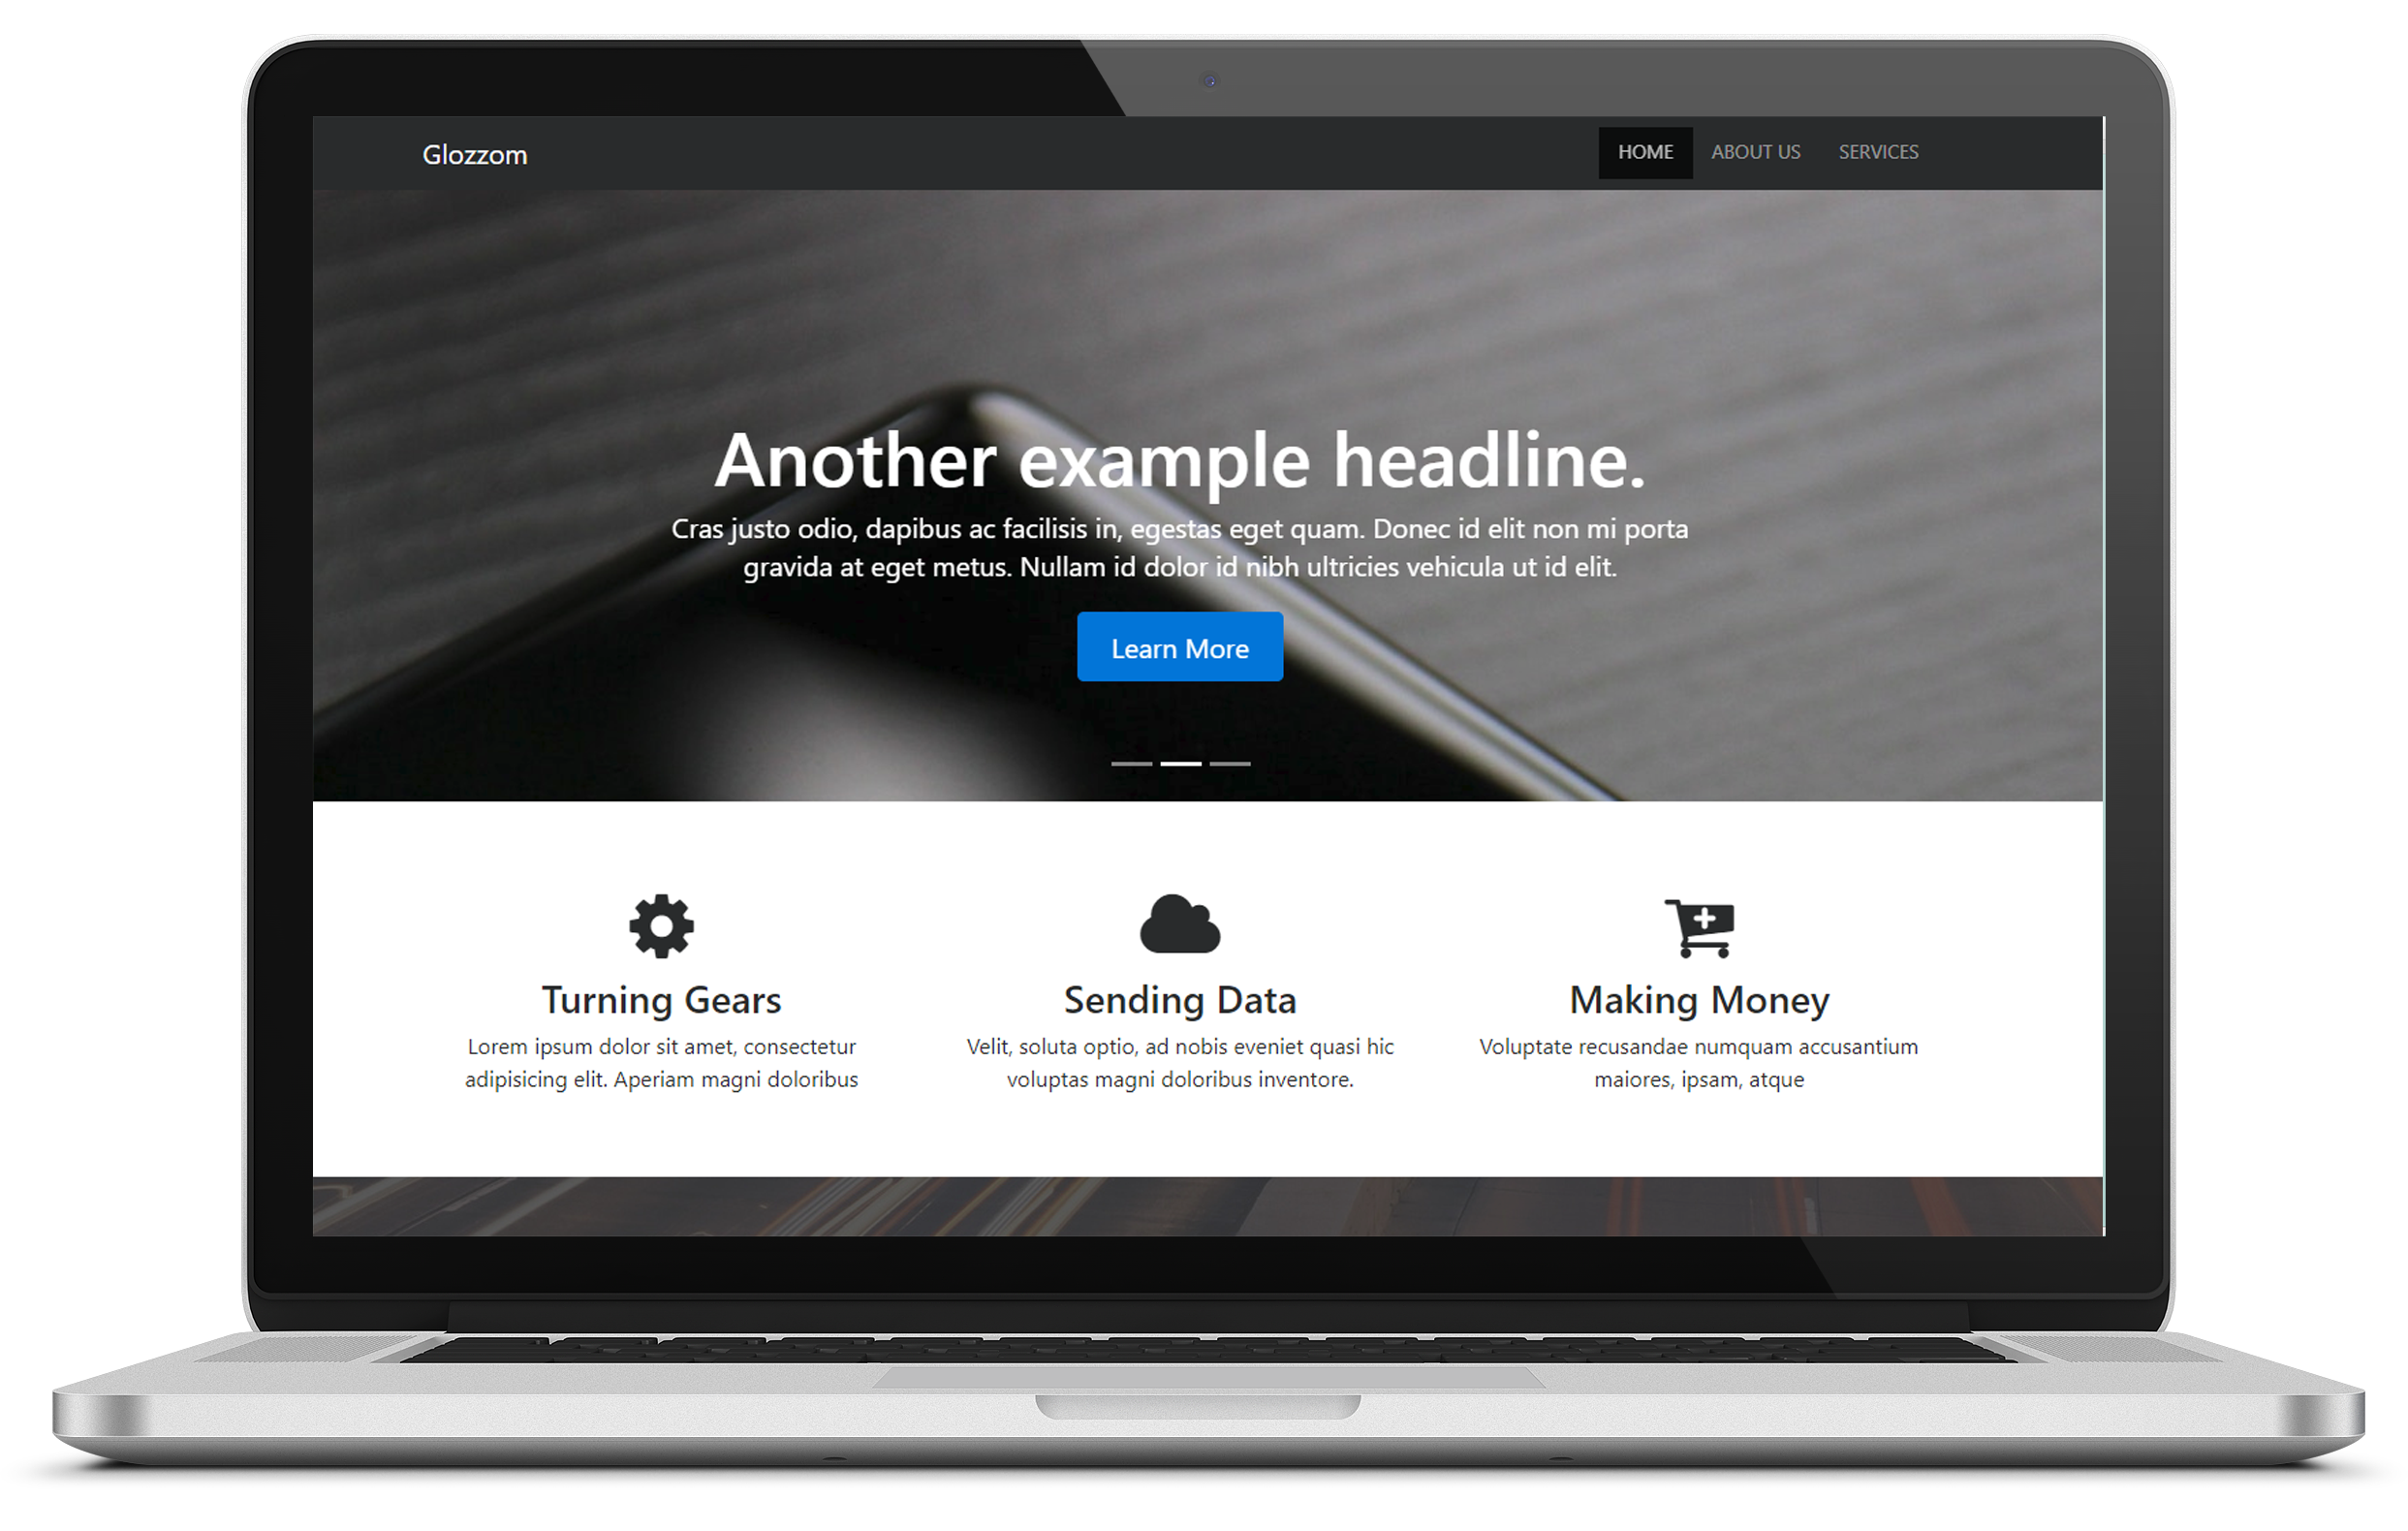 Glozzom
HOME ABOUT US SERVICES
Another example headline.
Cras justo odio, dapibus ac facilisis in, egestas eget quam. Donec id elit non mi porta
gravida at eget metus. Nullam id dolor id nibh ultricies vehicula ut id elit.
Learn More
Turning Gears
Lorem ipsum dolor sit amet, consectetur
adipisicing elit. Aperiam magni doloribus
Sending Data
Velit, soluta optio, ad nobis eveniet quasi hic
voluptas magni doloribus inventore.
Making Money
Voluptate recusandae numquam accusantium
maiores, ipsam, atque